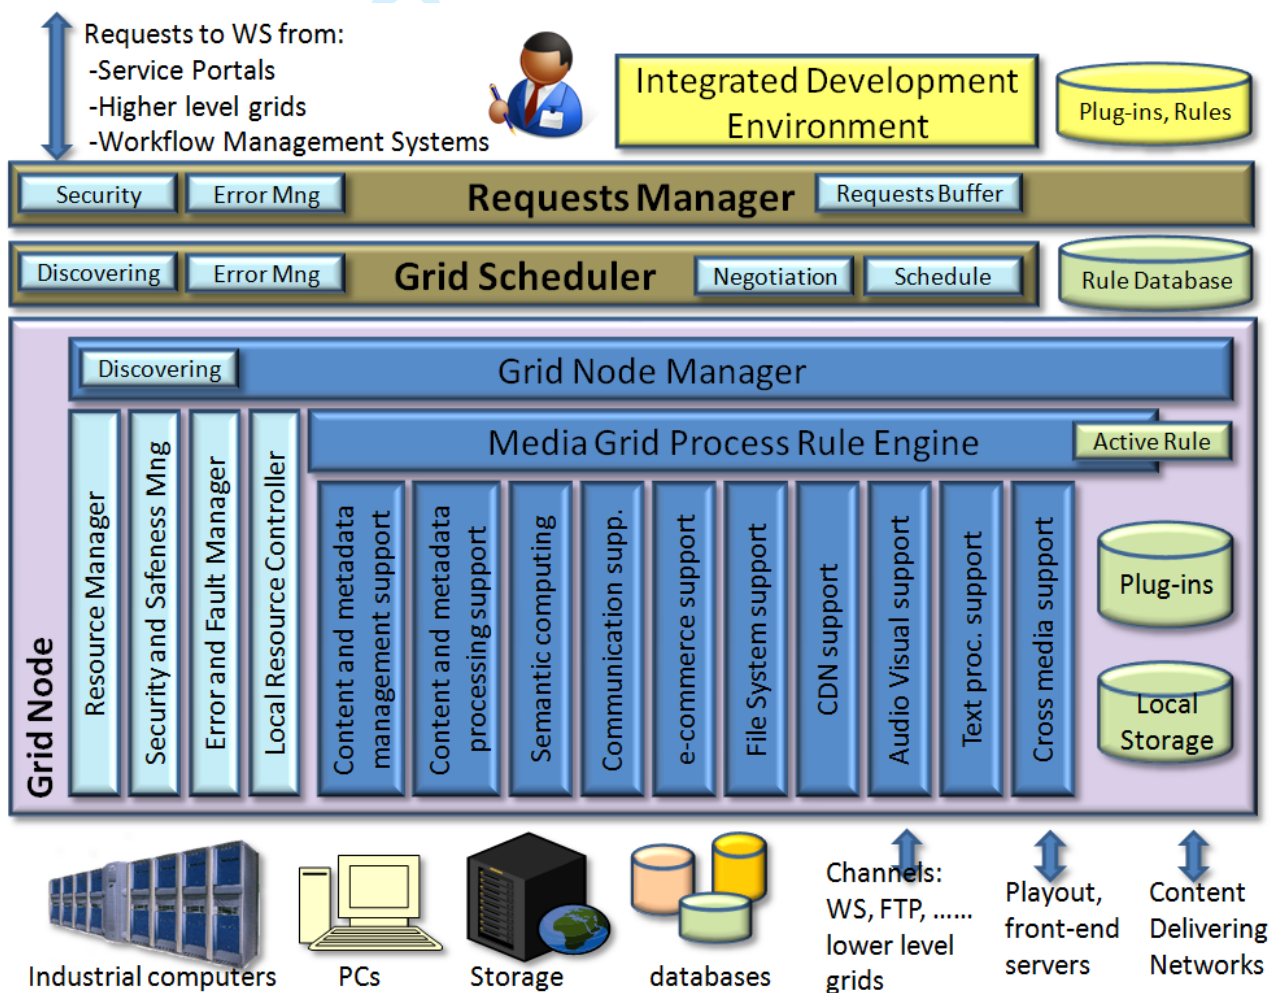 Requests to WS from:
-Service Portals
-Higher level grids
-Workflow Management Systems
Integrated Development
Environment
Plug-ins, Rules
Security
Error Mng
Requests Manager
Requests Buffer
Discovering
Error Mng
Grid Scheduler
Negotiation
Schedule
Rule Database
Grid Node
Discovering
Grid Node Manager
Resource Manager
Security and Safeness Mng
Error and Fault Manager
Local Resource Controller
Media Grid Process Rule Engine
Active Rule
Content and metadata
management support
Content and metadata
processing support
Semantic computing
Communication supp.
e-commerce support
File System support
CDN support
Audio Visual support
Text proc. support
Cross media support
Plug-ins
Local
Storage
Industrial computers
PCs
Storage
databases
Channels:
WS, FTP, ......
lower level
grids
Playout,
front-end
servers
Content
Delivering
Networks